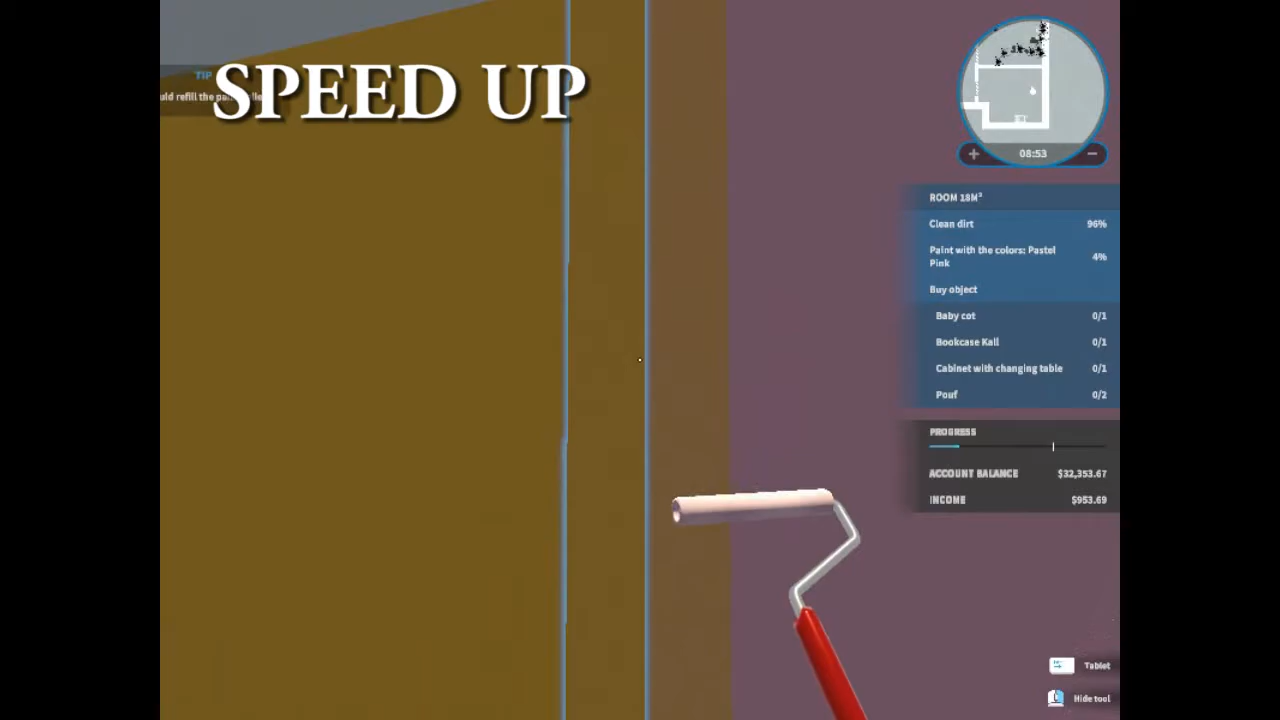 TIP
SPEED UP
uld refill the pa
08:53
ROOM 18M²
Clean dirt 96%
Paint with the colors: Pastel
Pink 4%
Buy object
Baby cot 0/1
Bookcase Kall 0/1
Cabinet with changing table 0/1
Pouf 0/2
PROGRESS
ACCOUNT BALANCE $32,353.67
INCOME $953.69
Tablet
Hide tool